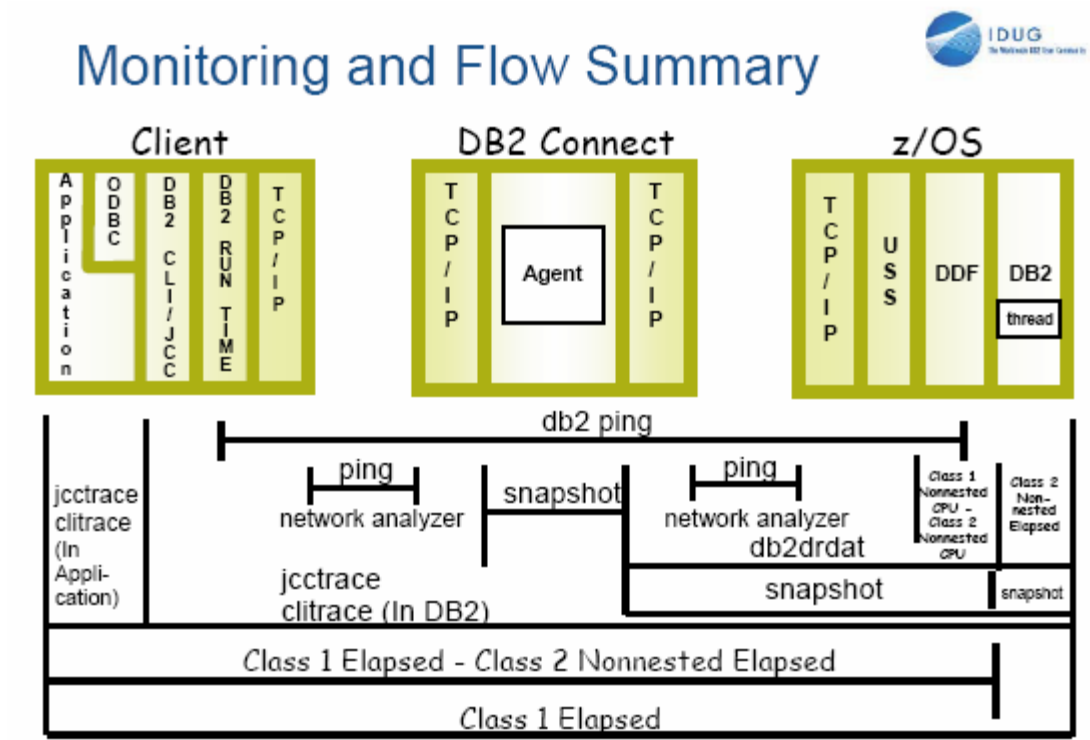 IDUG
The Worldwide DB2 User Community
Monitoring and Flow Summary
Client
DB2 Connect
z/OS
Application
ODBC
DB2 CLI/JCC
DB2 RUN TIME
TCP/IP
TCP/IP
Agent
TCP/IP
TCP/IP
USS
DDF
DB2
thread
db2 ping
ping
network analyzer
snapshot
ping
network analyzer
db2drdat
Class 1
Nonnested
CPU -
Class 2
Nonnested
CPU
Class 2
Non-
nested
Elapsed
jcctrace
clitrace
(In
Appli-
cation)
jcctrace
clitrace (In DB2)
snapshot
snapshot
Class 1 Elapsed - Class 2 Nonnested Elapsed
Class 1 Elapsed